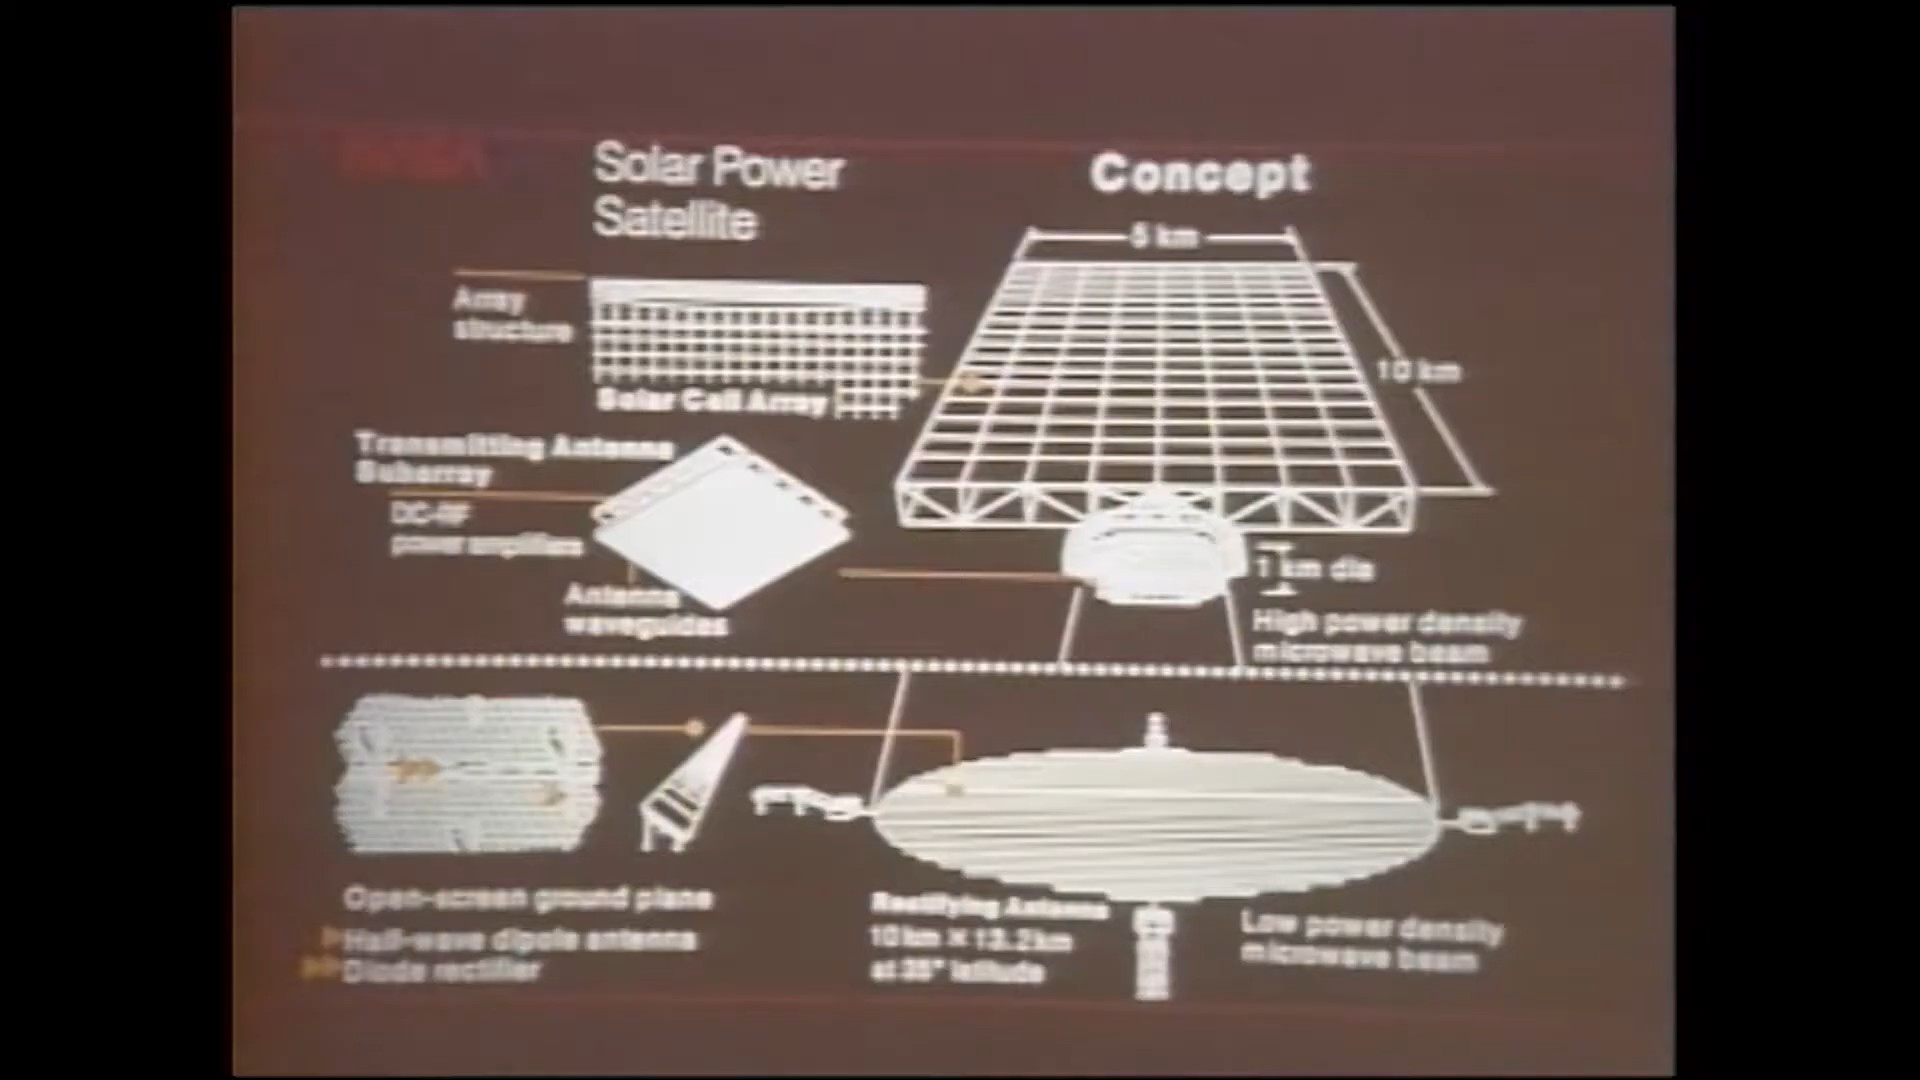 NASA
Solar Power
Satellite
Concept
5 km
Array
structure
10 km
Solar Cell Array
Transmitting Antenna
Subarray
DC-RF
power amplifiers
1 km dia
Antenna
waveguides
High power density
microwave beam
Open-screen ground plane
Half-wave dipole antenna
Diode rectifier
Rectifying Antenna
10 km × 13.2 km
at 35° latitude
Low power density
microwave beam